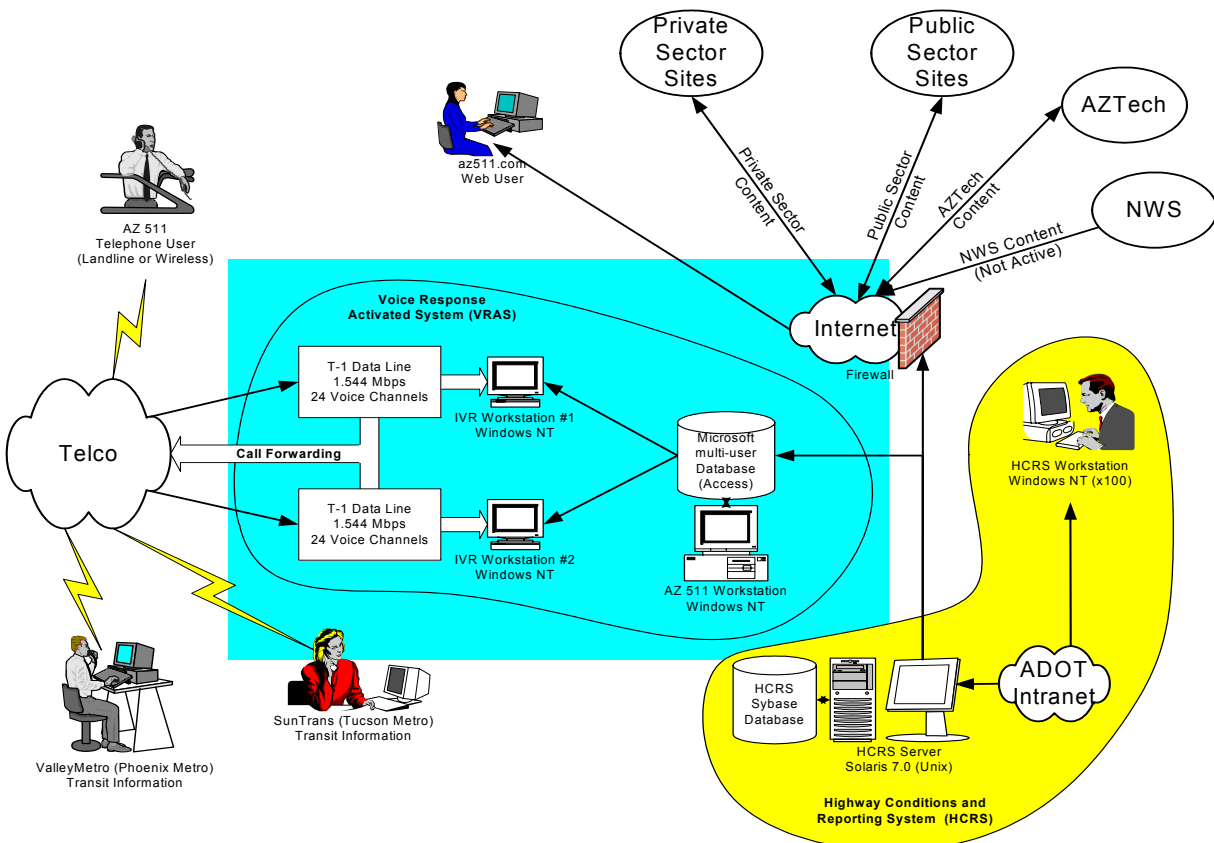 Private
Sector
Sites
Public
Sector
Sites
AZTech
NWS
az511.com
Web User
Private Sector
Content
Public Sector
Content
AZTech
Content
NWS Content
(Not Active)
AZ 511
Telephone User
(Landline or Wireless)
Voice Response
Activated System (VRAS)
Internet
Firewall
T-1 Data Line
1.544 Mbps
24 Voice Channels
IVR Workstation #1
Windows NT
Telco
Call Forwarding
Microsoft
multi-user
Database
(Access)
HCRS Workstation
Windows NT (x100)
T-1 Data Line
1.544 Mbps
24 Voice Channels
IVR Workstation #2
Windows NT
AZ 511 Workstation
Windows NT
ADOT
Intranet
HCRS
Sybase
Database
HCRS Server
Solaris 7.0 (Unix)
SunTrans (Tucson Metro)
Transit Information
ValleyMetro (Phoenix Metro)
Transit Information
Highway Conditions and
Reporting System (HCRS)